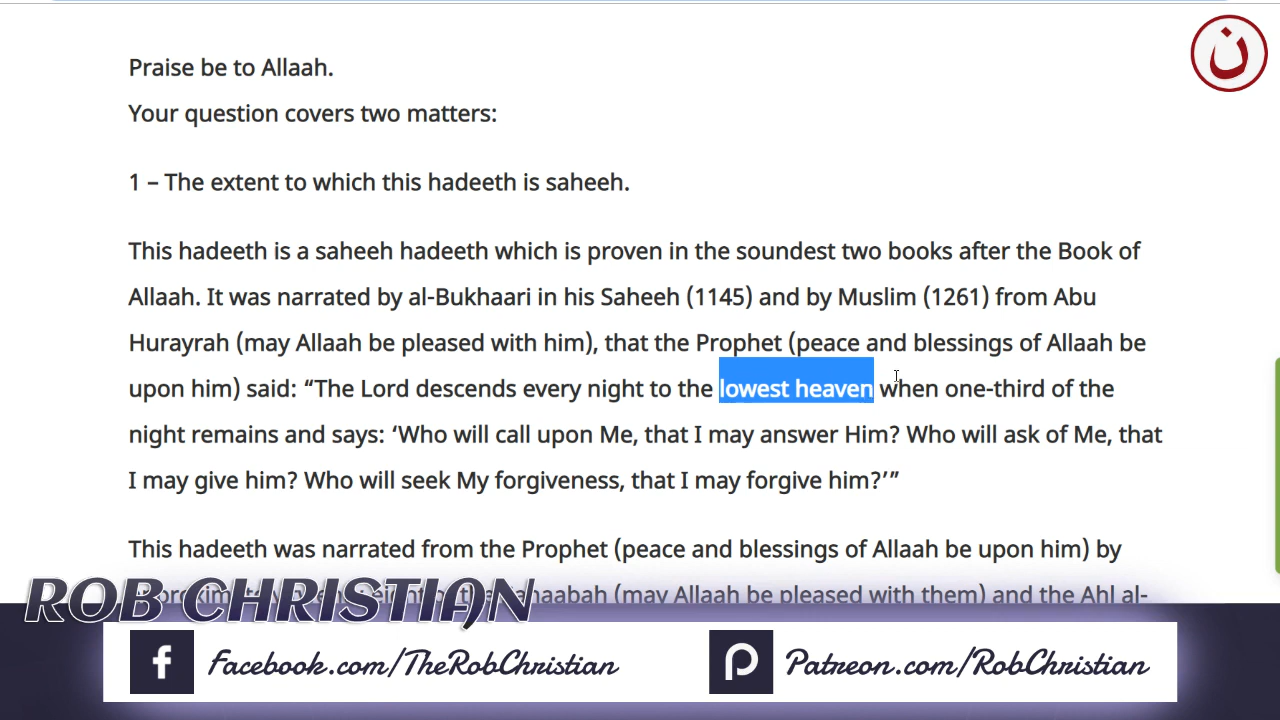 Praise be to Allaah.
ن
Your question covers two matters:
1 – The extent to which this hadeeth is saheeh.
This hadeeth is a saheeh hadeeth which is proven in the soundest two books after the Book of
Allaah. It was narrated by al-Bukhaari in his Saheeh (1145) and by Muslim (1261) from Abu
Hurayrah (may Allaah be pleased with him), that the Prophet (peace and blessings of Allaah be
upon him) said: “The Lord descends every night to the lowest heaven when one-third of the
night remains and says: ‘Who will call upon Me, that I may answer Him? Who will ask of Me, that
I may give him? Who will seek My forgiveness, that I may forgive him?’”
This hadeeth was narrated from the Prophet (peace and blessings of Allaah be upon him) by
(may Allaah be pleased with them) and the Ahl al-
ROB CHRISTIAN
f Facebook.com/TheRobChristian
Patreon.com/RobChristian